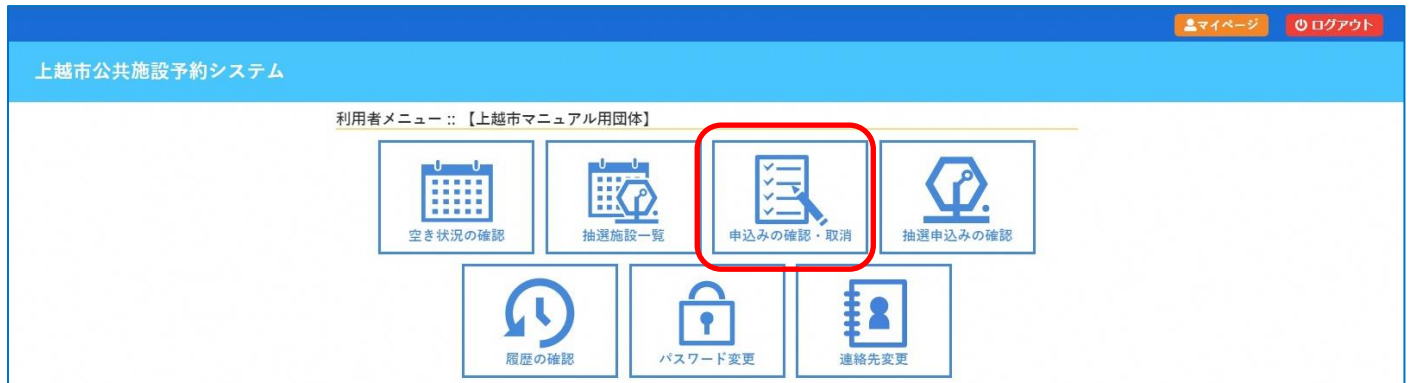 マイページ
ログアウト
上越市公共施設予約システム
利用者メニュー :: 【上越市マニュアル用団体】
空き状況の確認
抽選施設一覧
申込みの確認・取消
抽選申込みの確認
履歴の確認
パスワード変更
連絡先変更